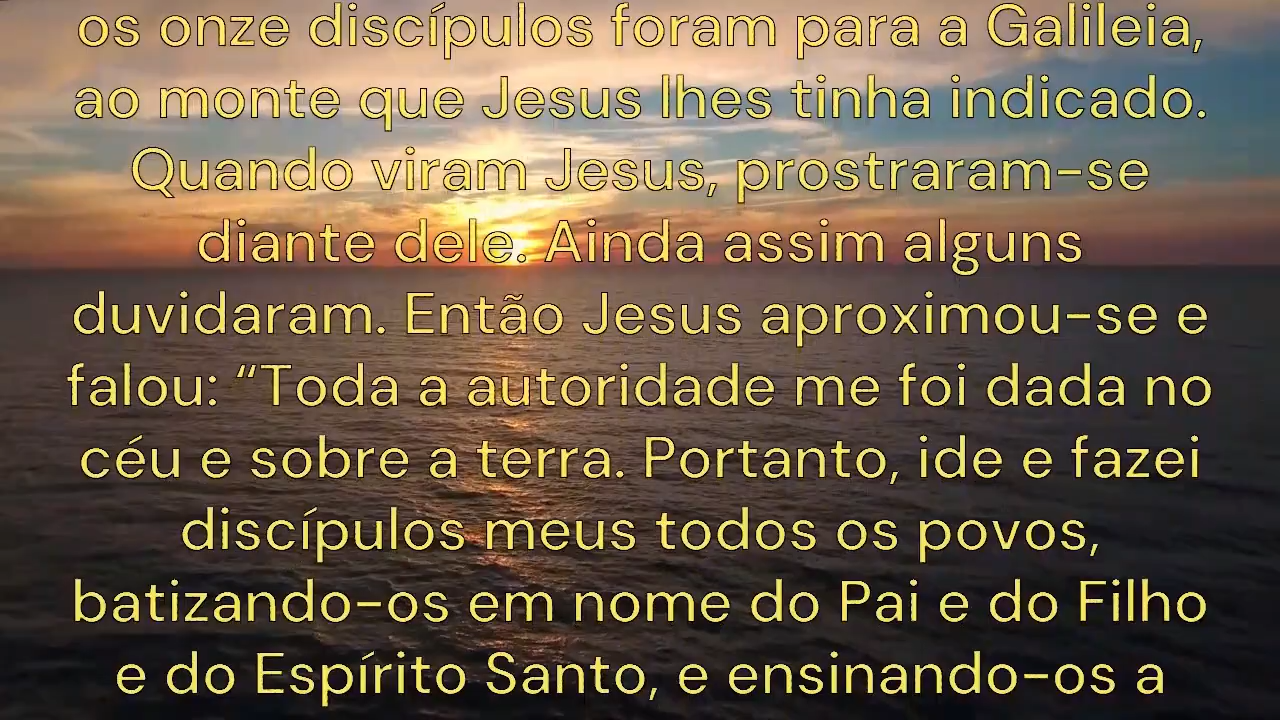 os onze discípulos foram para a Galileia,
ao monte que Jesus lhes tinha indicado.
Quando viram Jesus, prostraram-se
diante dele. Ainda assim alguns
duvidaram. Então Jesus aproximou-se e
falou: “Toda a autoridade me foi dada no
céu e sobre a terra. Portanto, ide e fazei
discípulos meus todos os povos,
batizando-os em nome do Pai e do Filho
e do Espírito Santo, e ensinando-os a